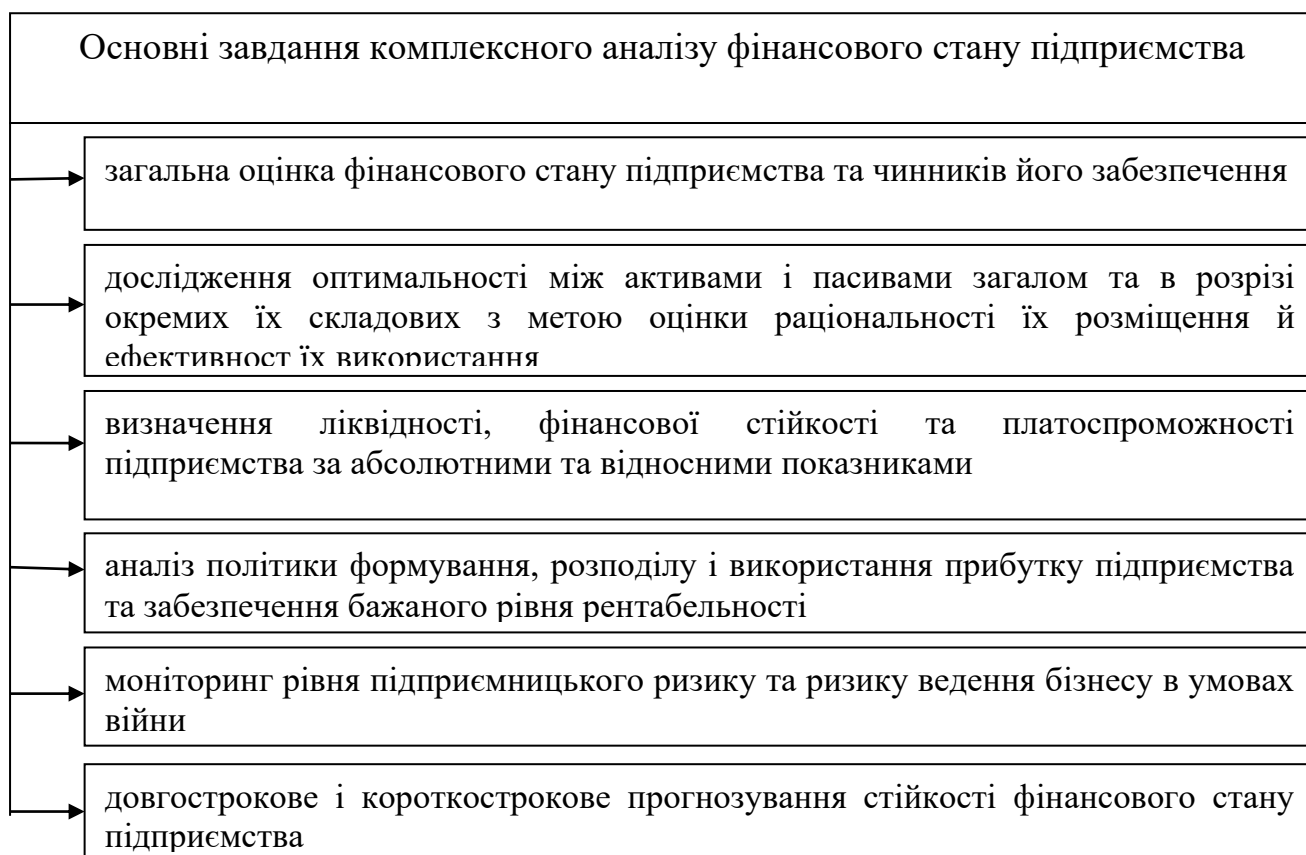 Основні завдання комплексного аналізу фінансового стану підприємства
загальна оцінка фінансового стану підприємства та чинників його забезпечення
дослідження оптимальності між активами і пасивами загалом та в розрізі
окремих їх складових з метою оцінки раціональності їх розміщення й
ефективност їх використання
визначення ліквідності, фінансової стійкості та платоспроможності
підприємства за абсолютними та відносними показниками
аналіз політики формування, розподілу і використання прибутку підприємства
та забезпечення бажаного рівня рентабельності
моніторинг рівня підприємницького ризику та ризику ведення бізнесу в умовах
війни
довгострокове і короткострокове прогнозування стійкості фінансового стану
підприємства